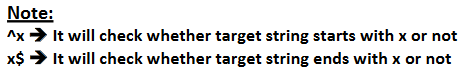 Note:
^x ➔ It will check whether target string starts with x or not
x$ ➔ It will check whether target string ends with x or not